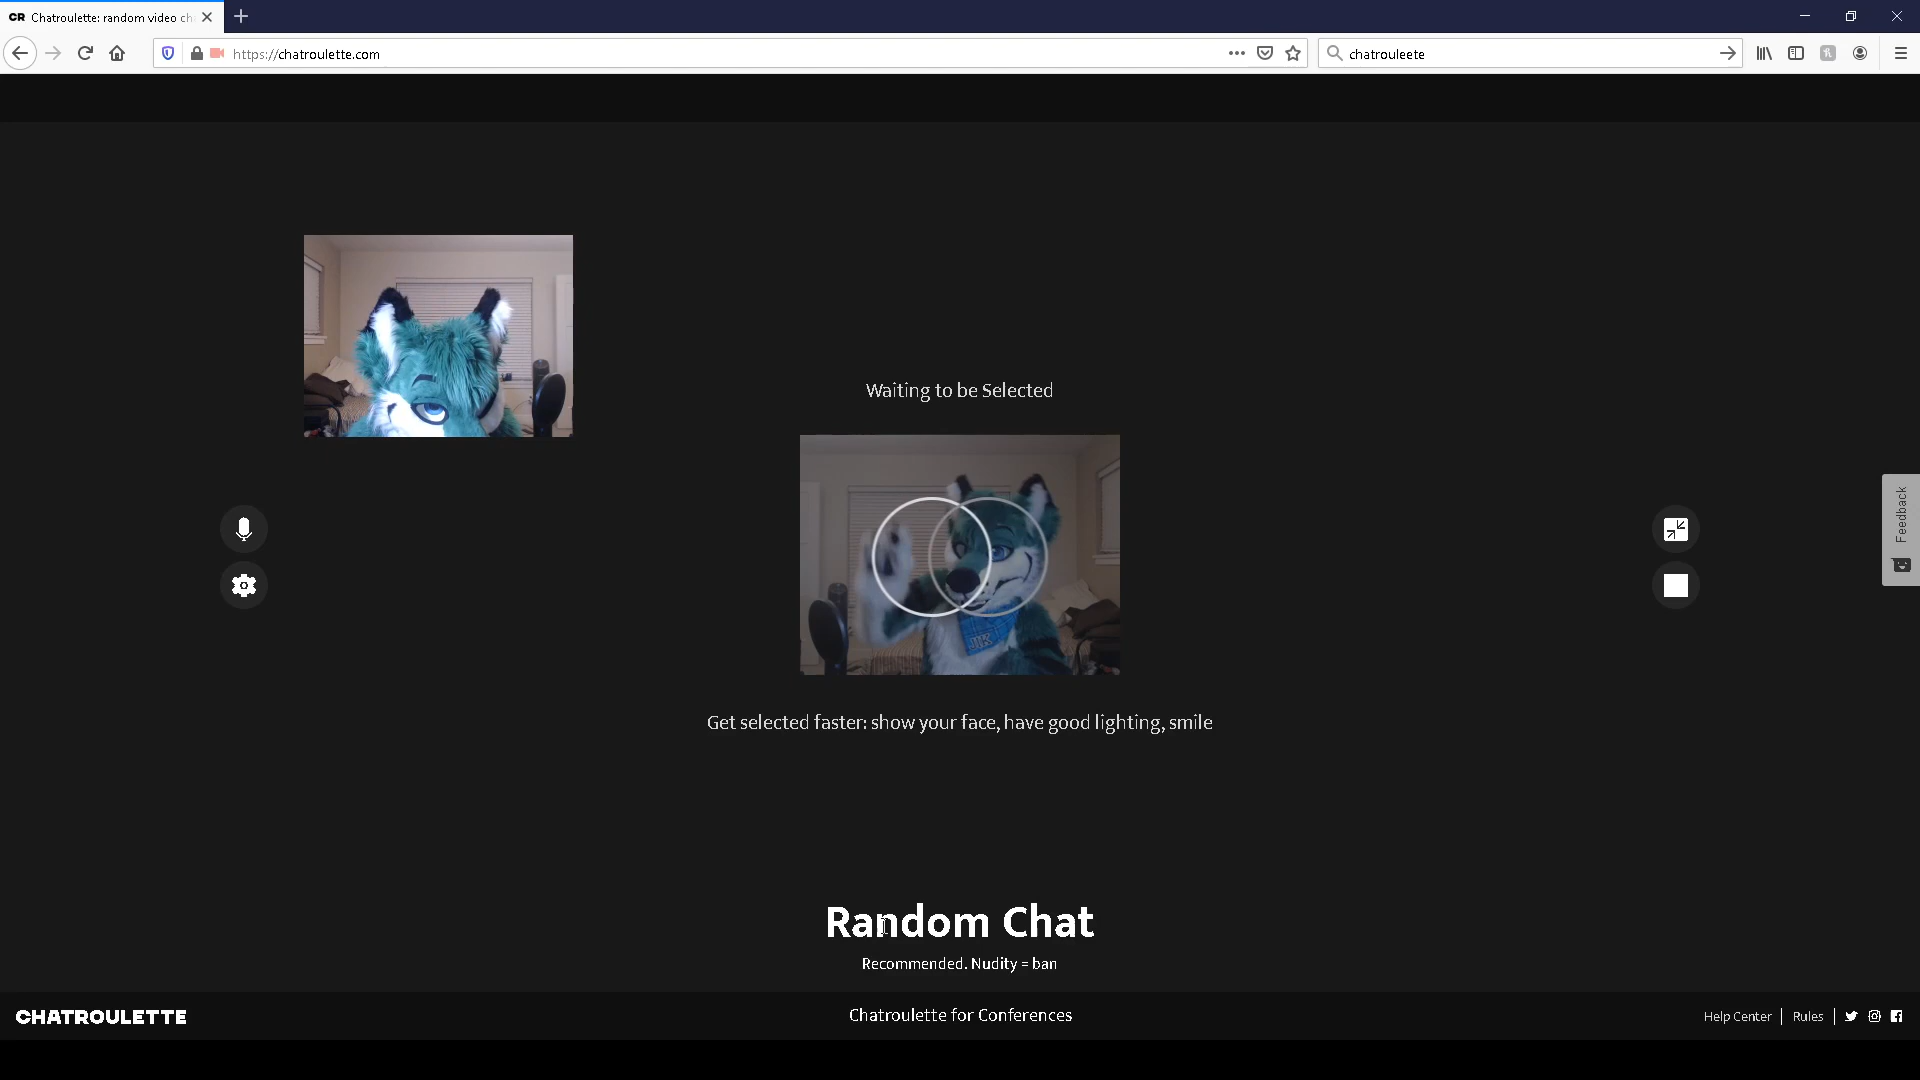 CR Chatroulette: random video ch
https://chatroulette.com
chatrouleete
Waiting to be Selected
Get selected faster: show your face, have good lighting, smile
Feedback
Random Chat
Recommended. Nudity = ban
CHATROULETTE
Chatroulette for Conferences
Help Center
Rules